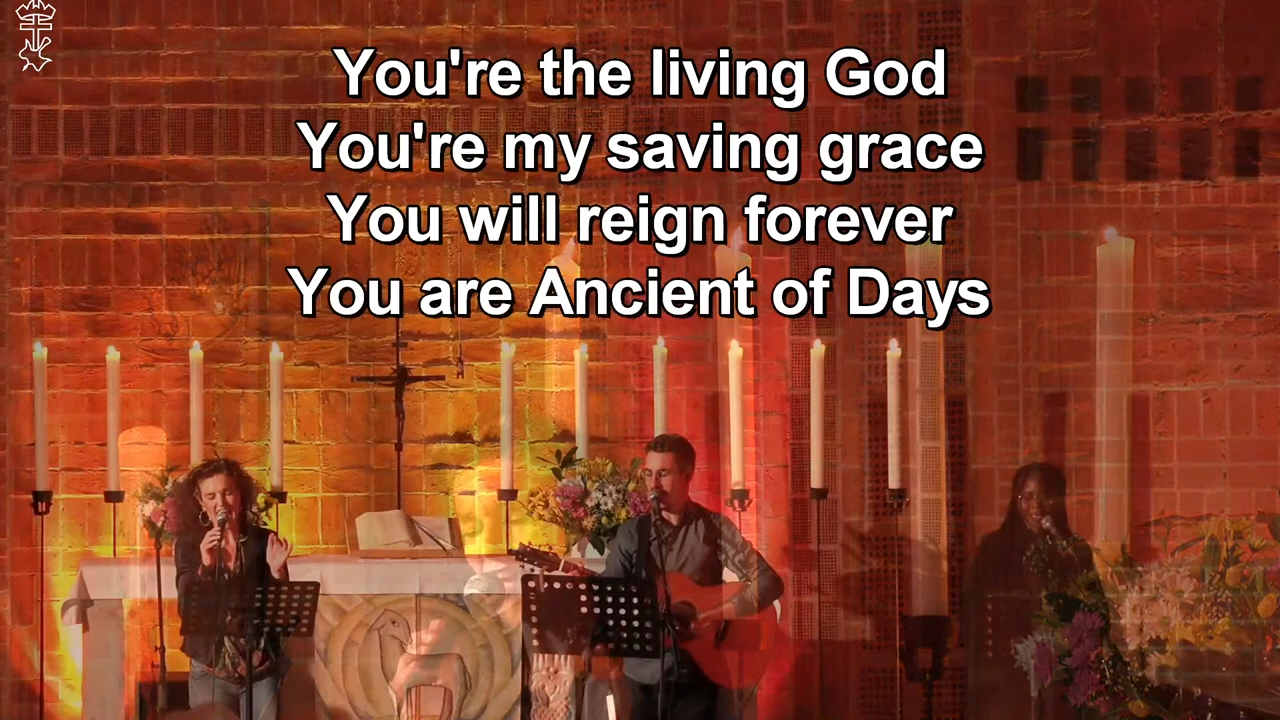 You're the living God
You're my saving grace
You will reign forever
You are Ancient of Days